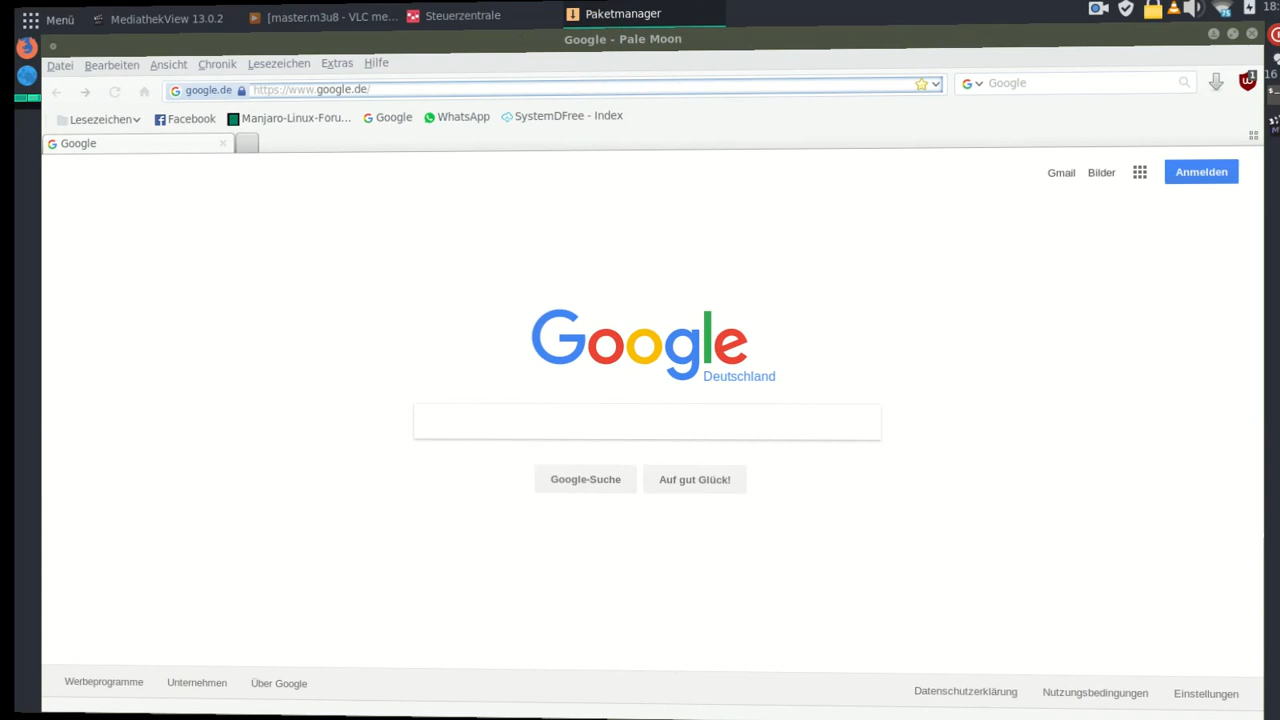 Menü MediathekView 13.0.2 [master.m3u8 - VLC me... Steuerzentrale Paketmanager 18:
Google - Pale Moon
Datei Bearbeiten Ansicht Chronik Lesezeichen Extras Hilfe
google.de https://www.google.de/ Google
Lesezeichen Facebook Manjaro-Linux-Foru... Google WhatsApp SystemDFree - Index
Google
Gmail Bilder Anmelden
Google
Deutschland
Google-Suche Auf gut Glück!
Werbeprogramme Unternehmen Über Google Datenschutzerklärung Nutzungsbedingungen Einstellungen